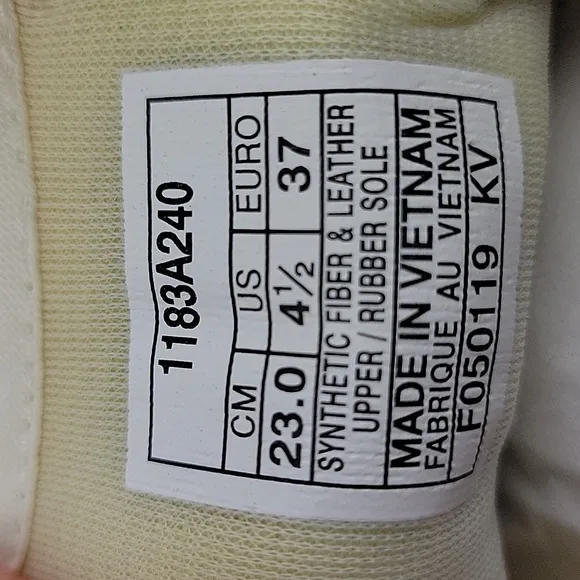 1183A240
CM US EURO
23.0 4½ 37
SYNTHETIC FIBER & LEATHER
UPPER / RUBBER SOLE
MADE IN VIETNAM
FABRIQUE AU VIETNAM
F050119 KV